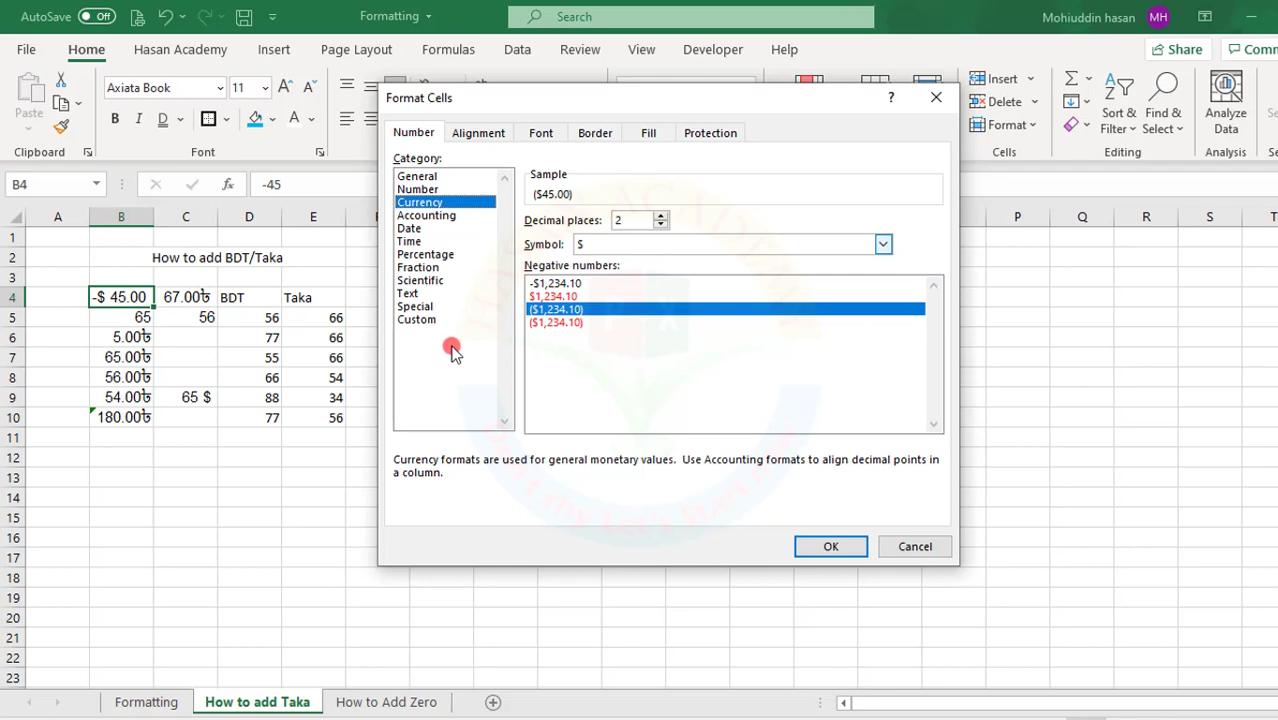 AutoSave Off Formatting Search Mohiuddin hasan MH
File Home Hasan Academy Insert Page Layout Formulas Data Review View Developer Help Share Comm
Paste
Clipboard
Axiata Book 11
B I D A
Font
Insert
Delete
Format
Cells
Sort & Filter
Find & Select
Editing
Analyze Data
Analysis
B4 fx -45
A B C D E P Q R S T
1
2 How to add BDT/Taka
3
4 -$ 45.00 67.00৳ BDT Taka
5 65 56 56 66
6 5.00৳ 77 66
7 65.00৳ 55 66
8 56.00৳ 66 54
9 54.00৳ 65 $ 88 34
10 180.00৳ 77 56
11
12
13
14
15
16
17
18
19
20
21
22
23
Format Cells ?
Number Alignment Font Border Fill Protection
Category:
General
Number
Currency
Accounting
Date
Time
Percentage
Fraction
Scientific
Text
Special
Custom
Sample
($45.00)
Decimal places: 2
Symbol: $
Negative numbers:
-$1,234.10
$1,234.10
($1,234.10)
($1,234.10)
Currency formats are used for general monetary values. Use Accounting formats to align decimal points in
a column.
OK Cancel
Formatting How to add Taka How to Add Zero